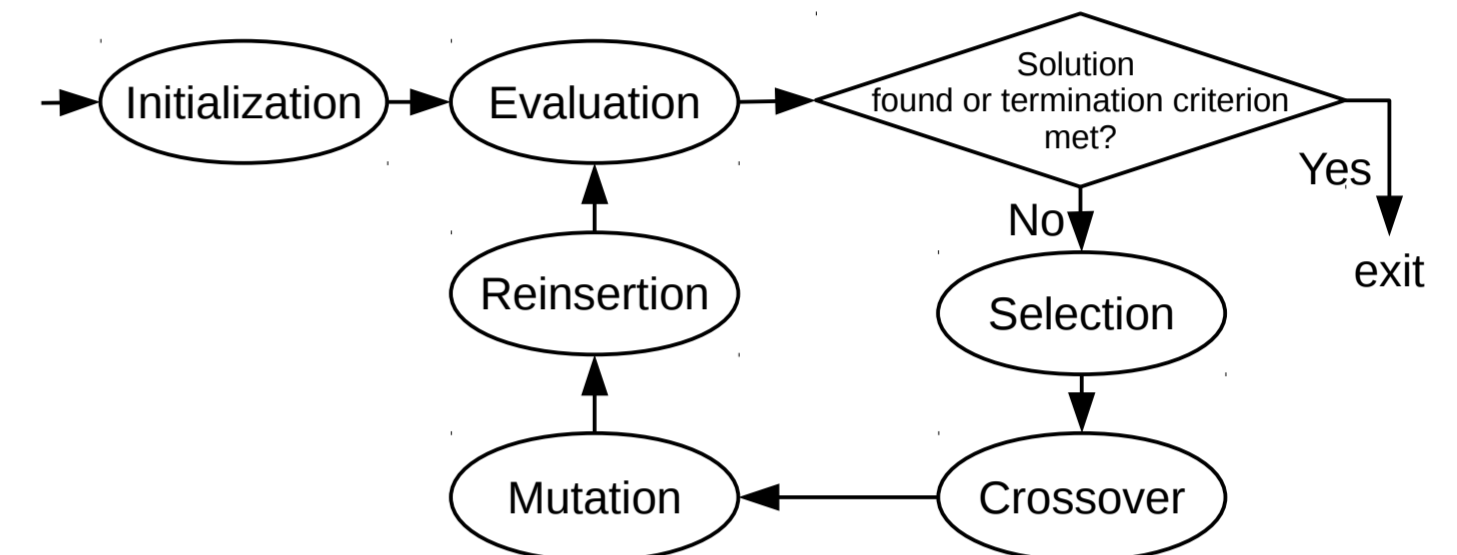 Initialization
Evaluation
Solution
found or termination criterion
met?
Yes
No
exit
Reinsertion
Selection
Mutation
Crossover